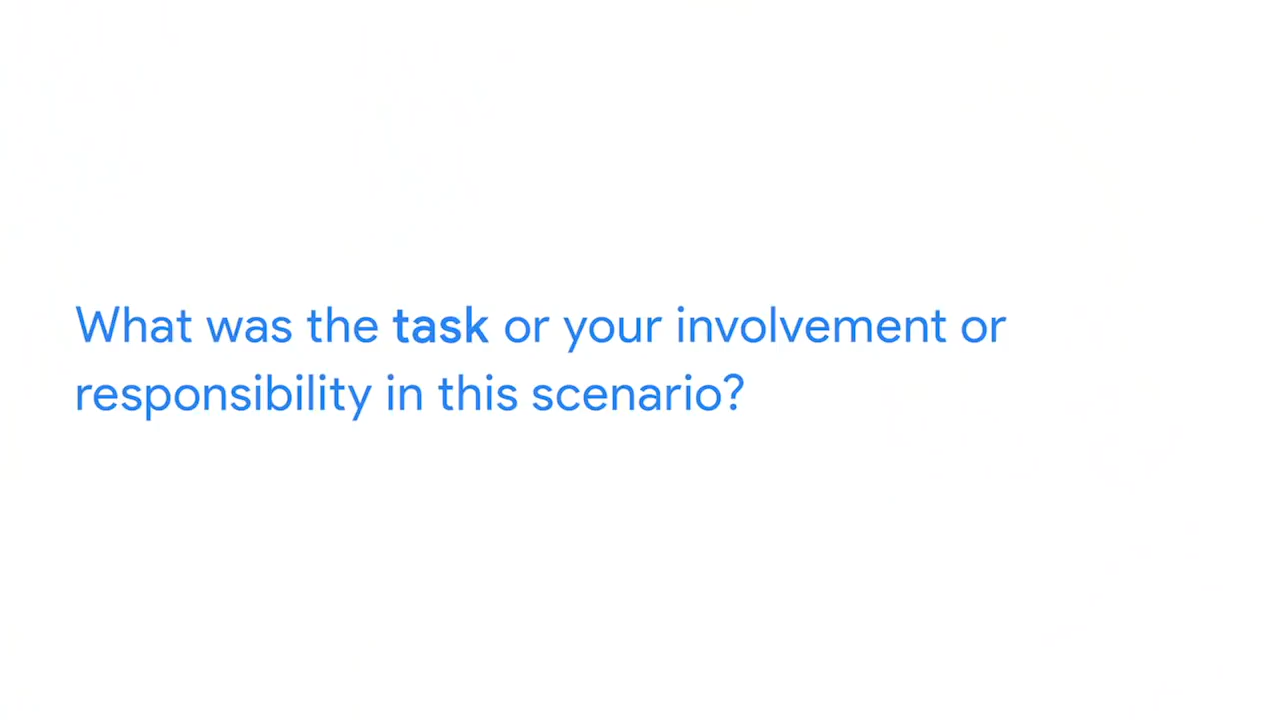 What was the task or your involvement or
responsibility in this scenario?